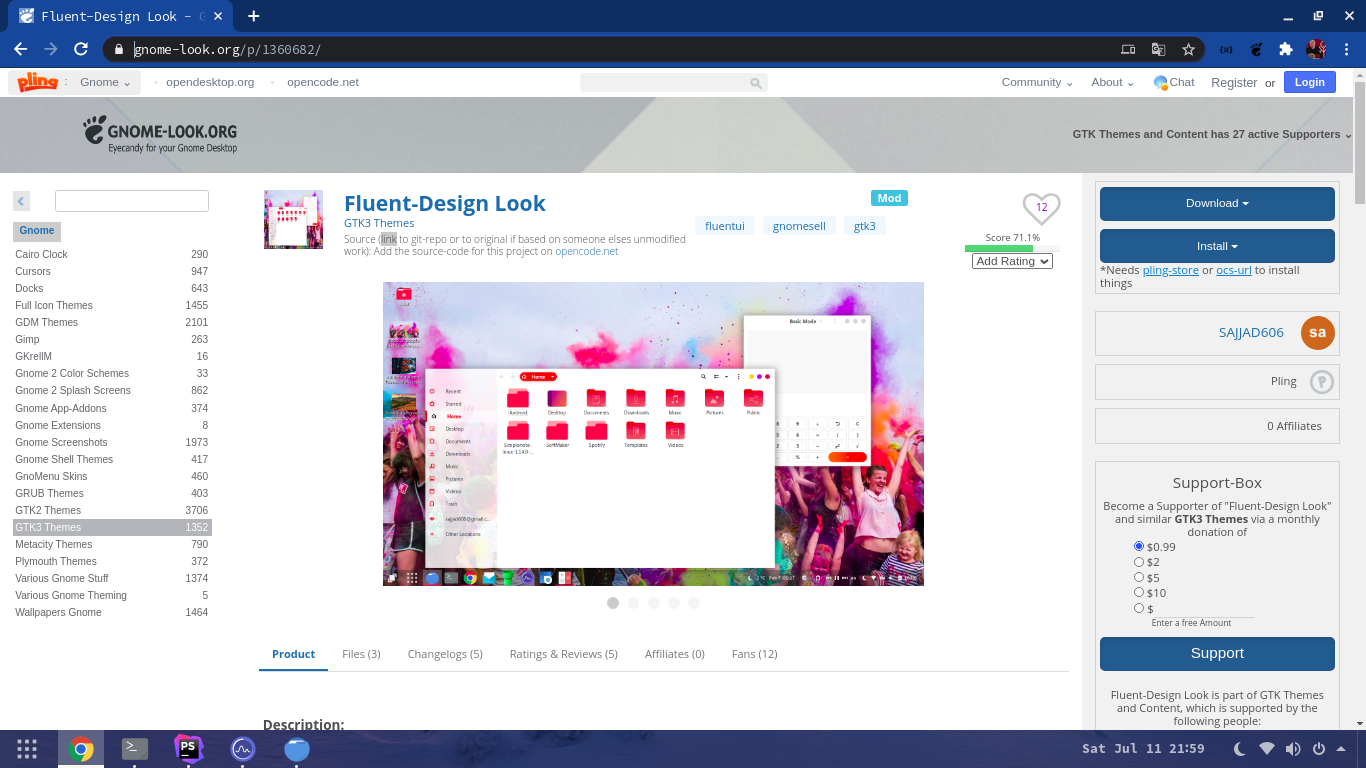 Fluent-Design Look - G
gnome-look.org/p/1360682/
pling : Gnome opendesktop.org opencode.net Community About Chat Register or Login
GNOME-LOOK.ORG
Eyecandy for your Gnome Desktop
GTK Themes and Content has 27 active Supporters
Gnome
Cairo Clock 290
Cursors 947
Docks 643
Full Icon Themes 1455
GDM Themes 2101
Gimp 263
GKrellM 16
Gnome 2 Color Schemes 33
Gnome 2 Splash Screens 862
Gnome App-Addons 374
Gnome Extensions 8
Gnome Screenshots 1973
Gnome Shell Themes 417
GnoMenu Skins 460
GRUB Themes 403
GTK2 Themes 3706
GTK3 Themes 1352
Metacity Themes 790
Plymouth Themes 372
Various Gnome Stuff 1374
Various Gnome Theming 5
Wallpapers Gnome 1464
Fluent-Design Look
GTK3 Themes
Source (link to git-repo or to original if based on someone elses unmodified
work): Add the source-code for this project on opencode.net
Mod
fluentui gnomesell gtk3
12
Score 71.1%
Add Rating
Basic Mode
Home
Recent
Starred
Home
Desktop
Documents
Downloads
Music
Pictures
Videos
Trash
sajjad606@gmail.c...
Other Locations
Android Desktop Documents Downloads Music Pictures Public
Simplenote-
linux-1.14.0-...
SoftMaker Spotify Templates Videos
Product Files (3) Changelogs (5) Ratings & Reviews (5) Affiliates (0) Fans (12)
Description:
Download
Install
*Needs pling-store or ocs-url to install
things
SAJJAD606 sa
Pling
0 Affiliates
Support-Box
Become a Supporter of "Fluent-Design Look"
and similar GTK3 Themes via a monthly
donation of
$0.99
$2
$5
$10
$
Enter a free Amount
Support
Fluent-Design Look is part of GTK Themes
and Content, which is supported by the
following people:
PS
Sat Jul 11 21:59